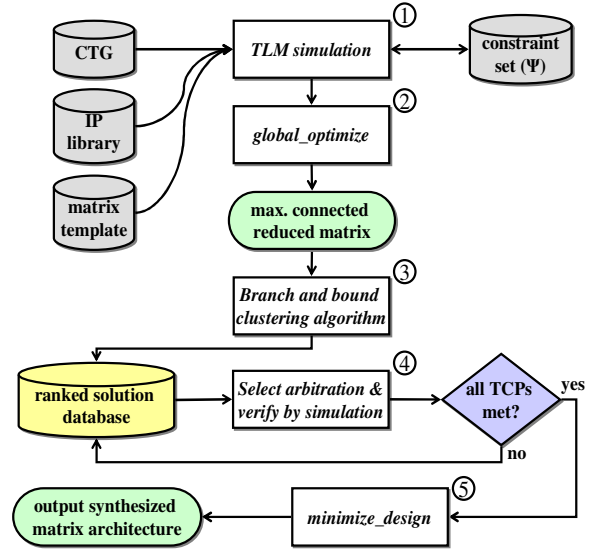 ①
CTG
TLM simulation
constraint
set (Ψ)
②
IP
library
global_optimize
matrix
template
max. connected
reduced matrix
③
Branch and bound
clustering algorithm
④
ranked solution
database
Select arbitration &
verify by simulation
all TCPs
met?
yes
no
⑤
output synthesized
matrix architecture
minimize_design